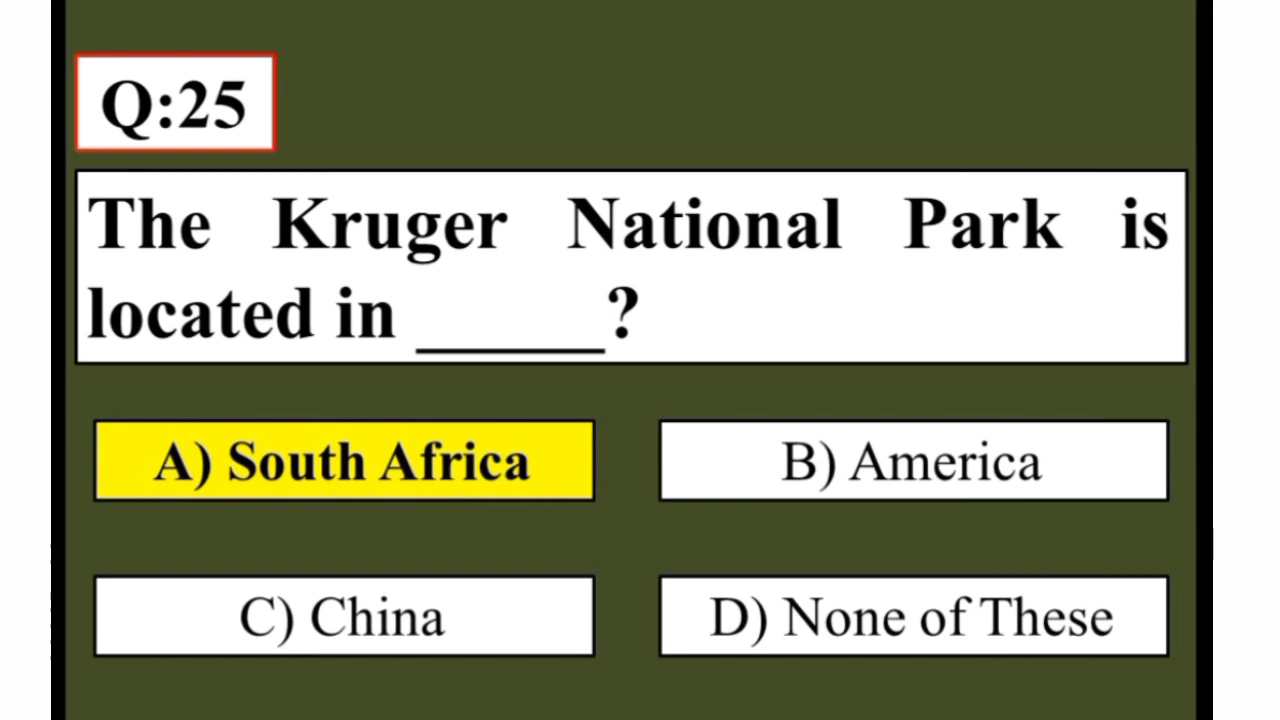 Q:25
The Kruger National Park is
located in ______?
A) South Africa
B) America
C) China
D) None of These